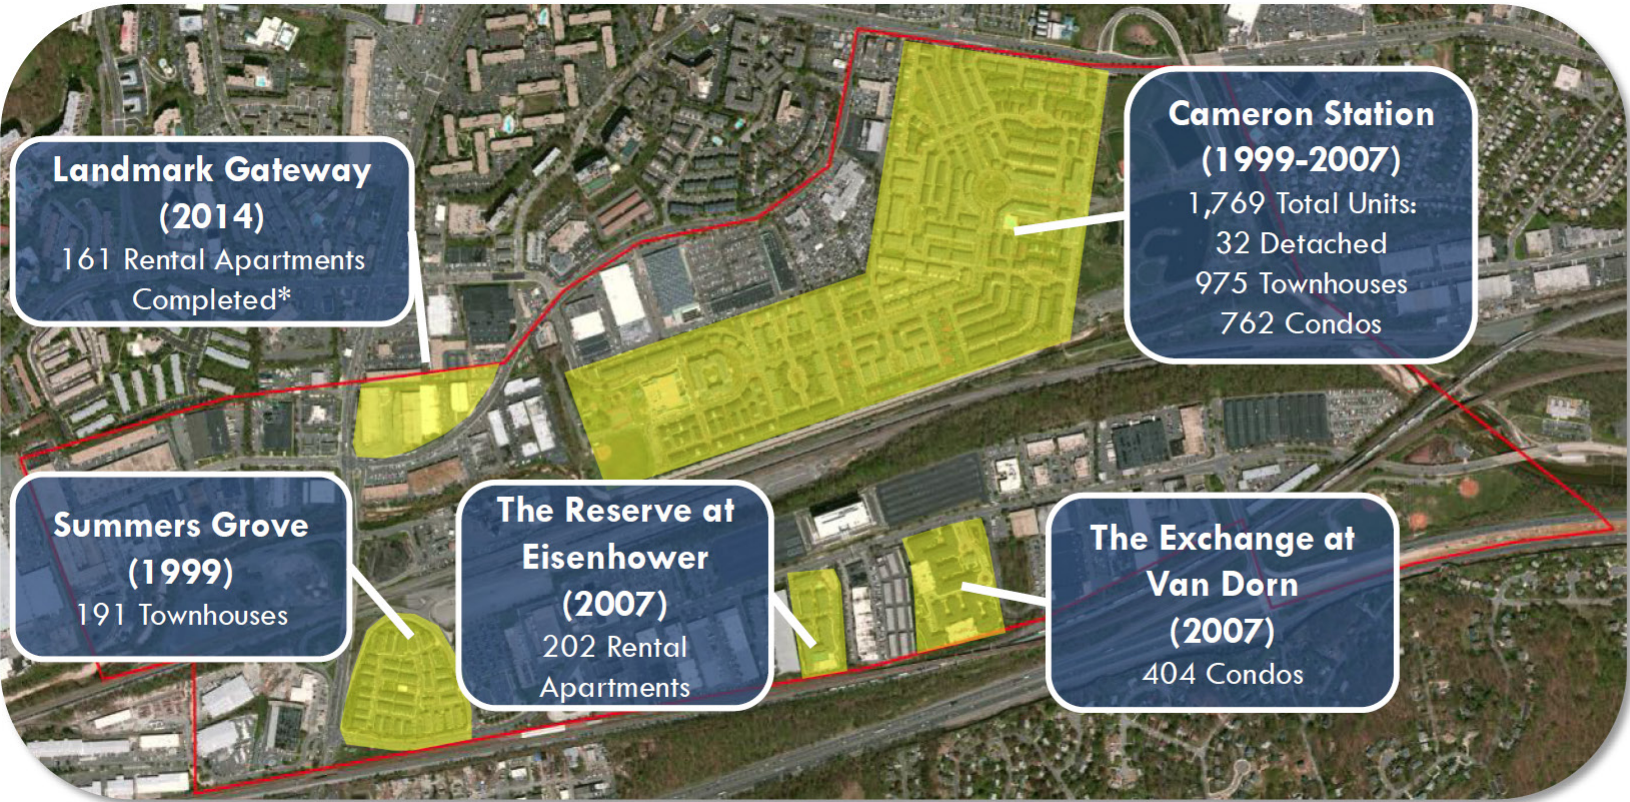 Landmark Gateway
(2014)
161 Rental Apartments
Completed*
Cameron Station
(1999-2007)
1,769 Total Units:
32 Detached
975 Townhouses
762 Condos
Summers Grove
(1999)
191 Townhouses
The Reserve at
Eisenhower
(2007)
202 Rental
Apartments
The Exchange at
Van Dorn
(2007)
404 Condos